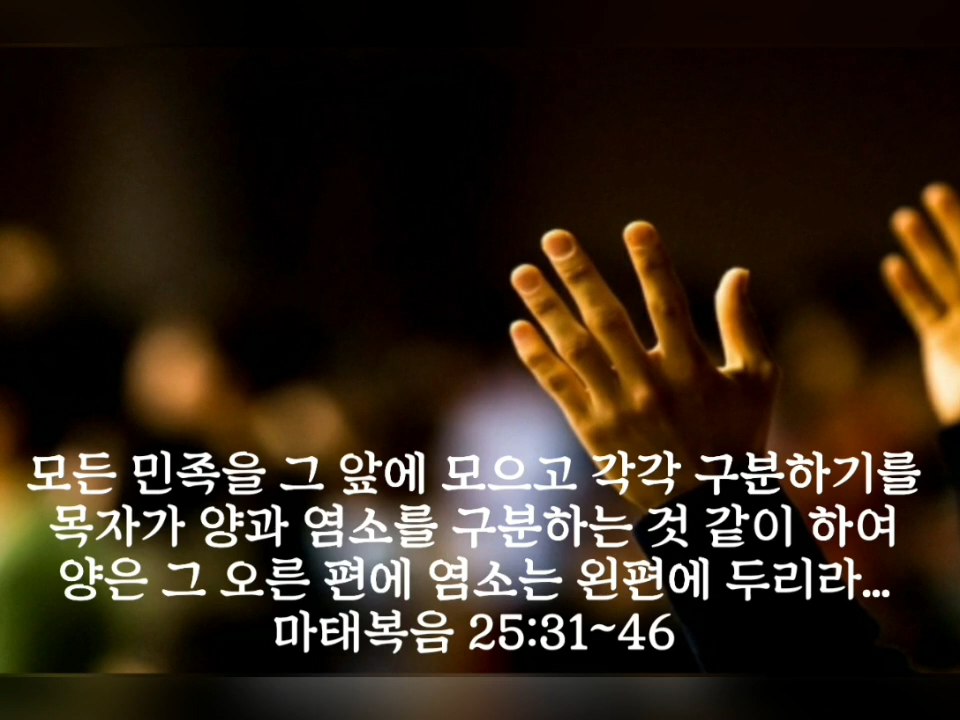 모든 민족을 그 앞에 모으고 각각 구분하기를
목자가 양과 염소를 구분하는 것 같이 하여
양은 그 오른 편에 염소는 왼편에 두리라...
마태복음 25:31~46